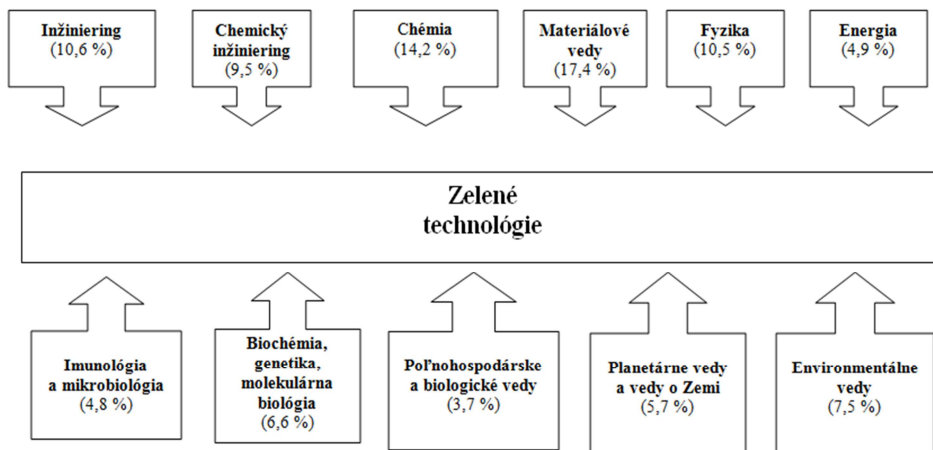 Inžiniering
(10,6 %)
Chemický
inžiniering
(9,5 %)
Chémia
(14,2 %)
Materiálové
vedy
(17,4 %)
Fyzika
(10,5 %)
Energia
(4,9 %)
Zelené
technológie
Imunológia
a mikrobiológia
(4,8 %)
Biochémia,
genetika,
molekulárna
biológia
(6,6 %)
Poľnohospodárske
a biologické vedy
(3,7 %)
Planetárne vedy
a vedy o Zemi
(5,7 %)
Environmentálne
vedy
(7,5 %)